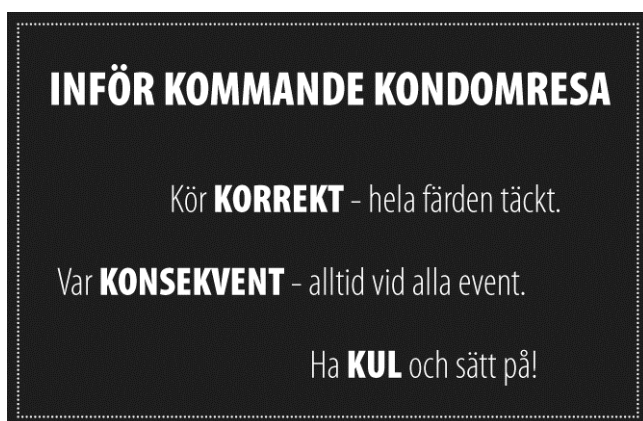 INFÖR KOMMANDE KONDOMRESA
Kör KORREKT - hela färden täckt.
Var KONSEKVENT - alltid vid alla event.
Ha KUL och sätt på!